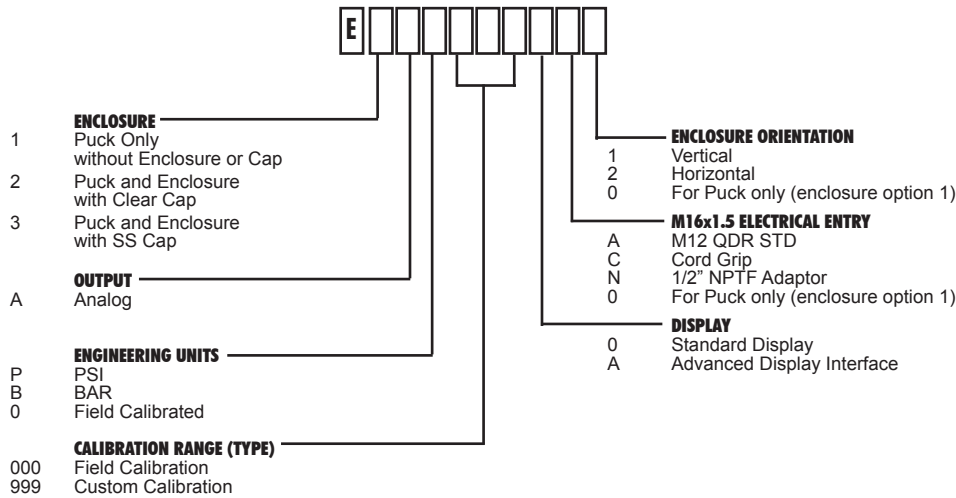 E
ENCLOSURE
1 Puck Only
without Enclosure or Cap
2 Puck and Enclosure
with Clear Cap
3 Puck and Enclosure
with SS Cap
OUTPUT
A Analog
ENGINEERING UNITS
P PSI
B BAR
0 Field Calibrated
CALIBRATION RANGE (TYPE)
000 Field Calibration
999 Custom Calibration
ENCLOSURE ORIENTATION
1 Vertical
2 Horizontal
0 For Puck only (enclosure option 1)
M16x1.5 ELECTRICAL ENTRY
A M12 QDR STD
C Cord Grip
N 1/2” NPTF Adaptor
0 For Puck only (enclosure option 1)
DISPLAY
0 Standard Display
A Advanced Display Interface